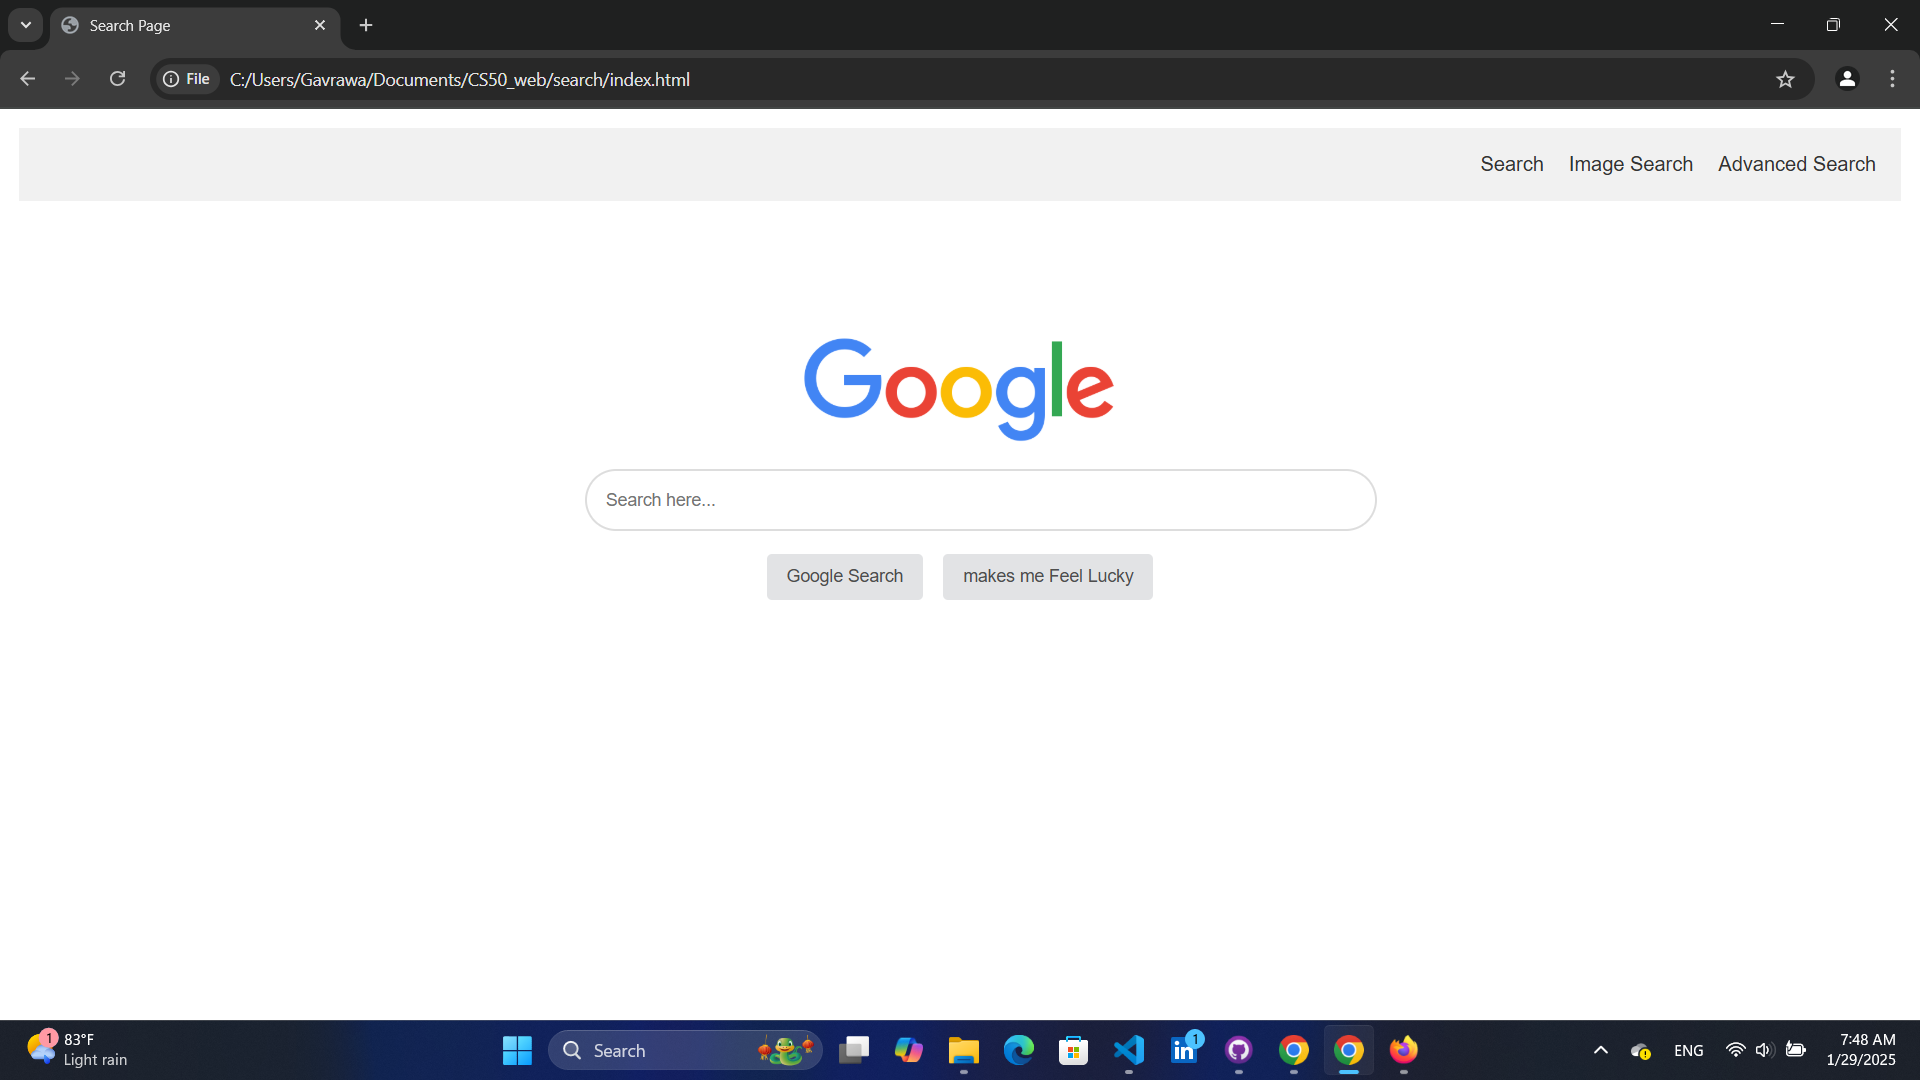 Search Page
File
C:/Users/Gavrawa/Documents/CS50_web/search/index.html
Search
Image Search
Advanced Search
Google
Search here...
Google Search
makes me Feel Lucky
1
83°F
Light rain
Search
in
1
ENG
7:48 AM
1/29/2025